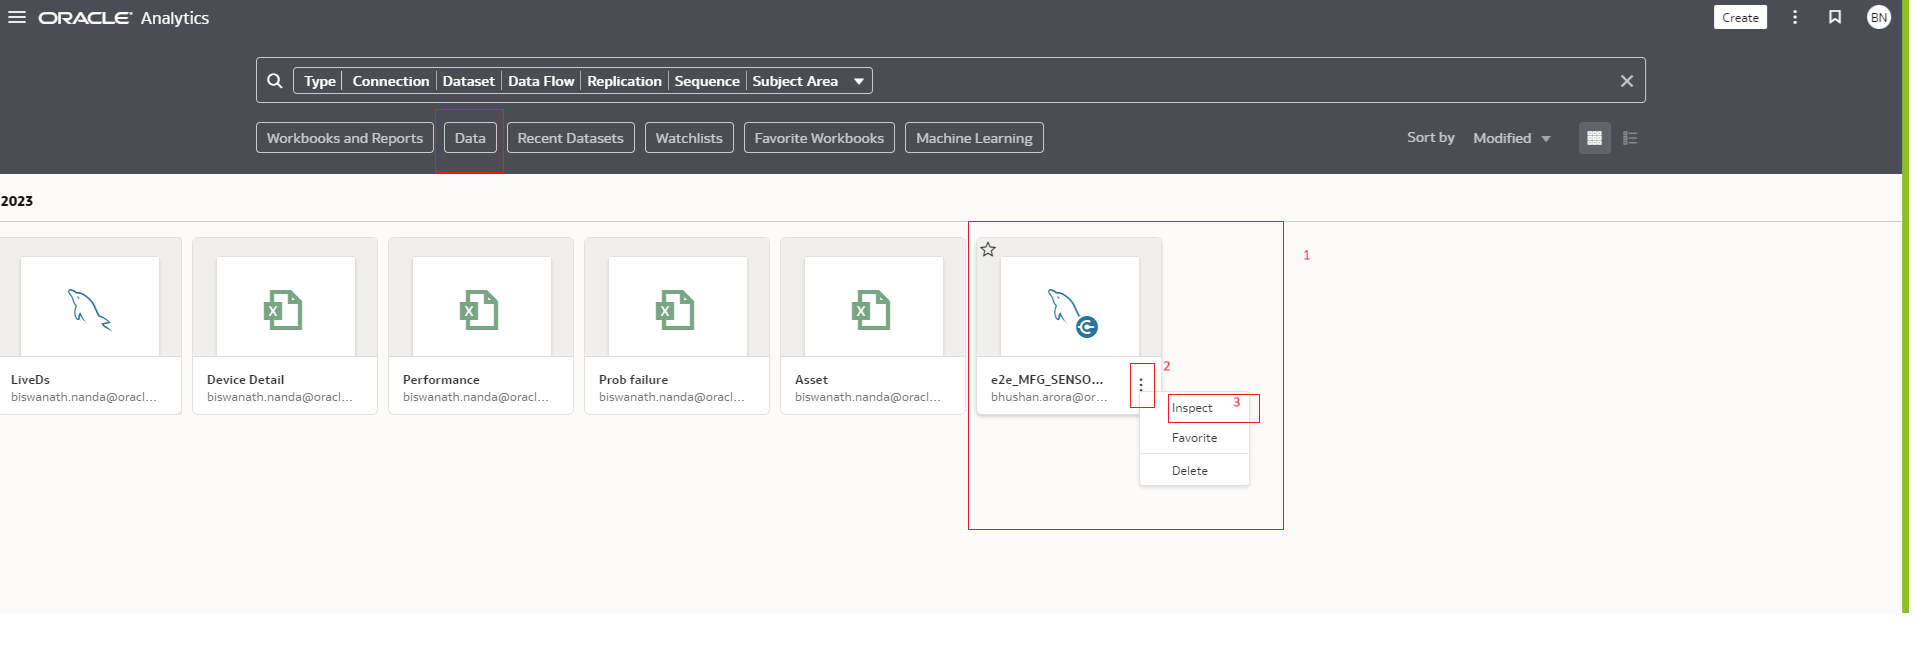 ORACLE Analytics Create BN
Type Connection Dataset Data Flow Replication Sequence Subject Area
Workbooks and Reports Data Recent Datasets Watchlists Favorite Workbooks Machine Learning Sort by Modified
2023
1
X X X X
2
LiveDs Device Detail Performance Prob failure Asset e2e_MFG_SENSO...
biswanath.nanda@oracl... biswanath.nanda@oracl... biswanath.nanda@oracl... biswanath.nanda@oracl... biswanath.nanda@oracl... bhushan.arora@or...
Inspect 3
Favorite
Delete